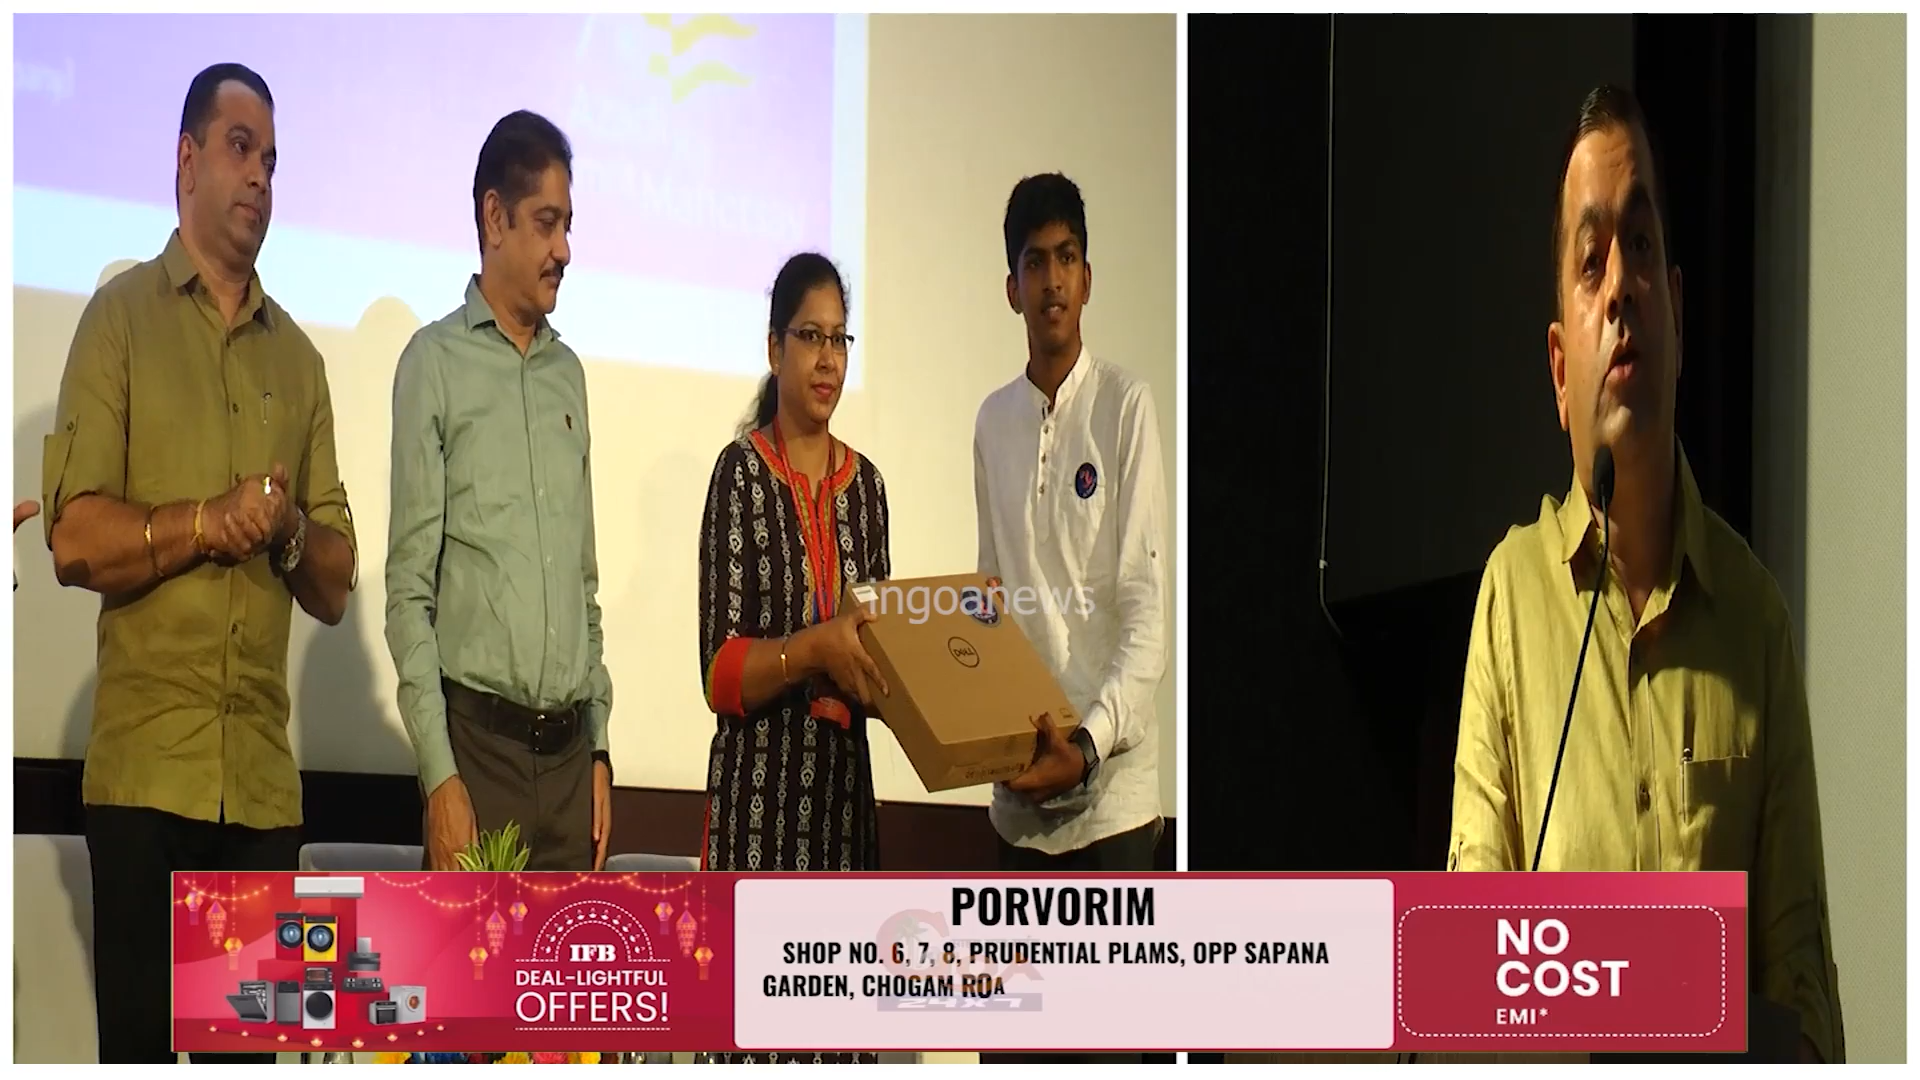 ingoanews
DELL
IFB
DEAL-LIGHTFUL
OFFERS!
PORVORIM
SHOP NO. 6, 7, 8, PRUDENTIAL PLAMS, OPP SAPANA
GARDEN, CHOGAM ROA
24x7
NO
COST
EMI*